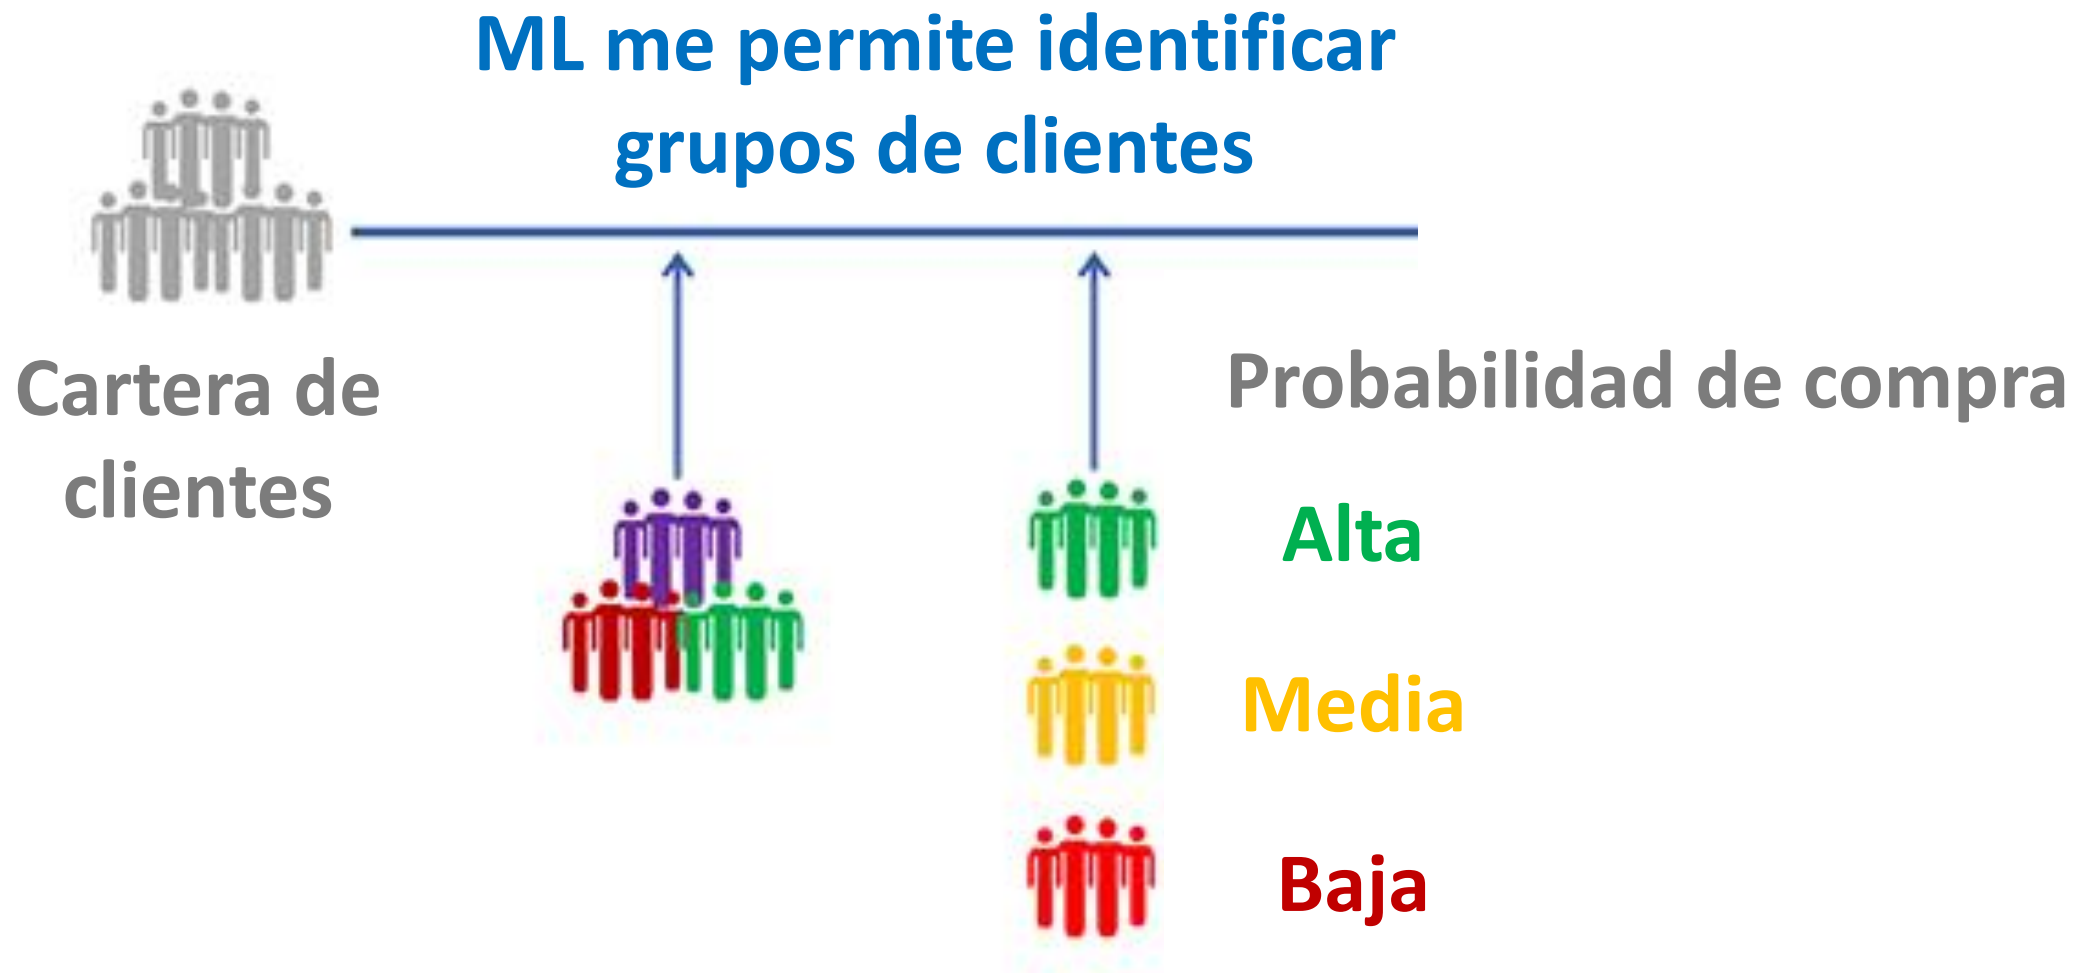 ML me permite identificar
grupos de clientes
Cartera de
clientes
Probabilidad de compra
Alta
Media
Baja